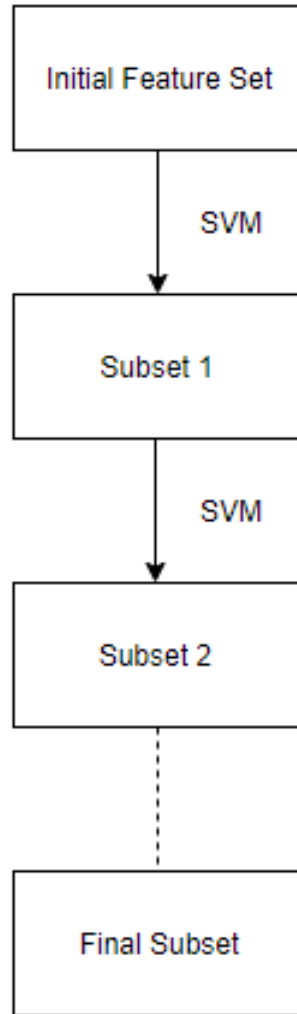 Initial Feature Set
SVM
Subset 1
SVM
Subset 2
Final Subset